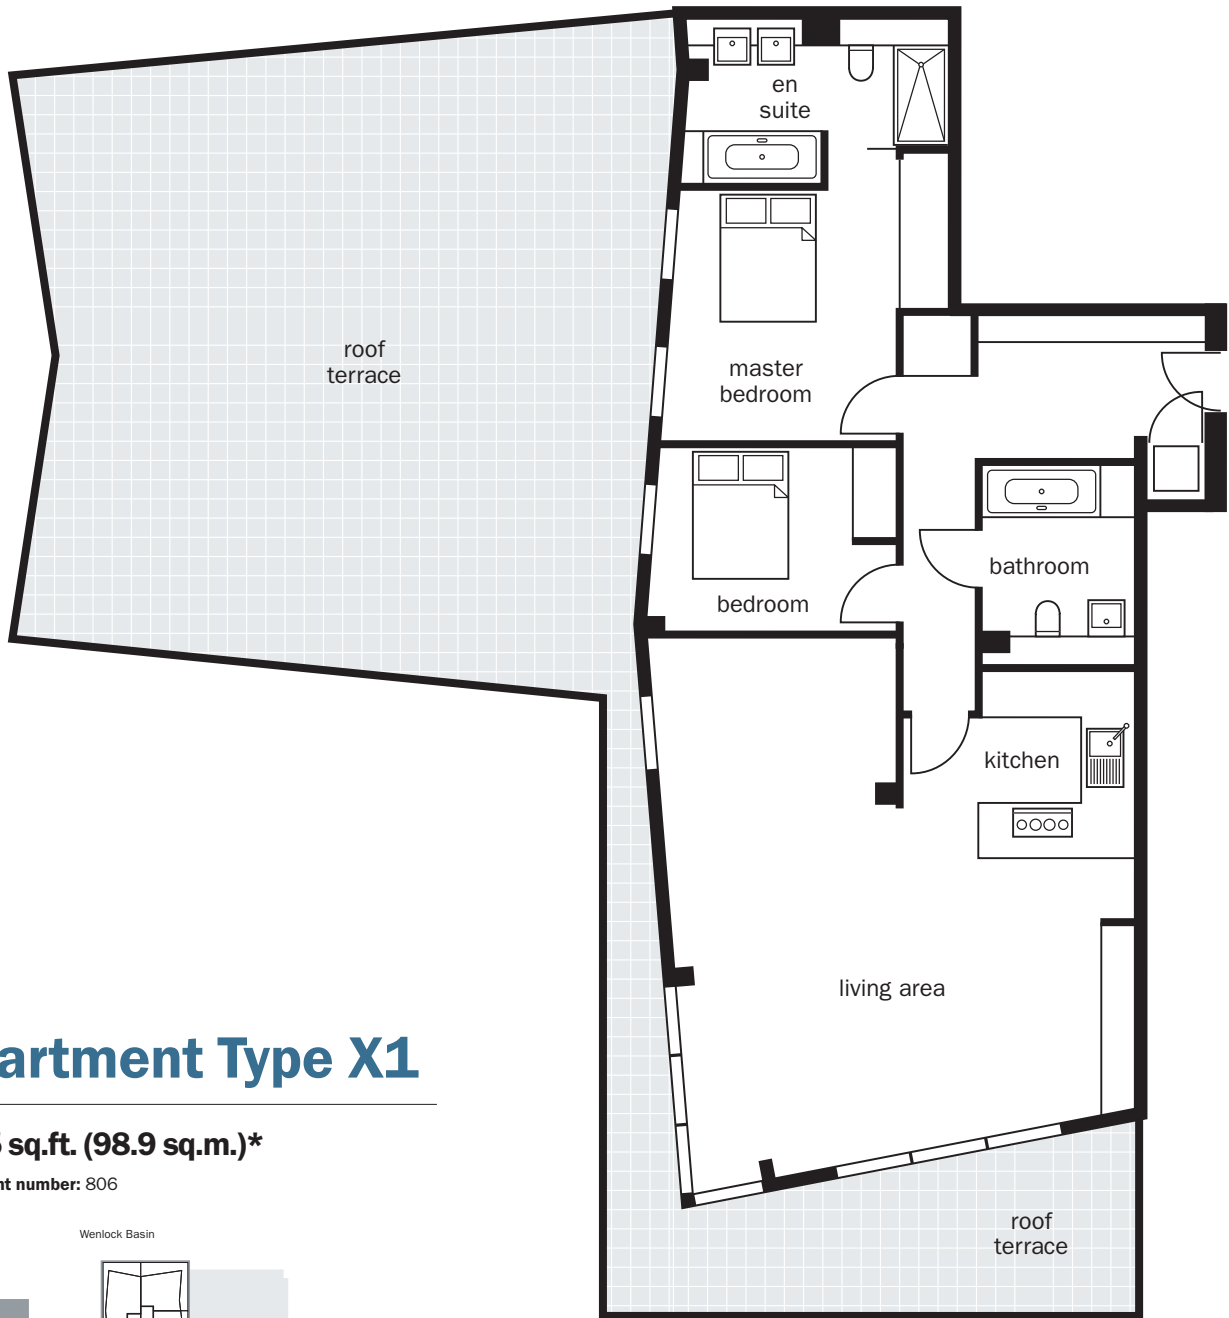 en
suite
roof
terrace
master
bedroom
bathroom
bedroom
kitchen
living area
artment Type X1
sq.ft. (98.9 sq.m.)*
nt number: 806
Wenlock Basin
roof
terrace